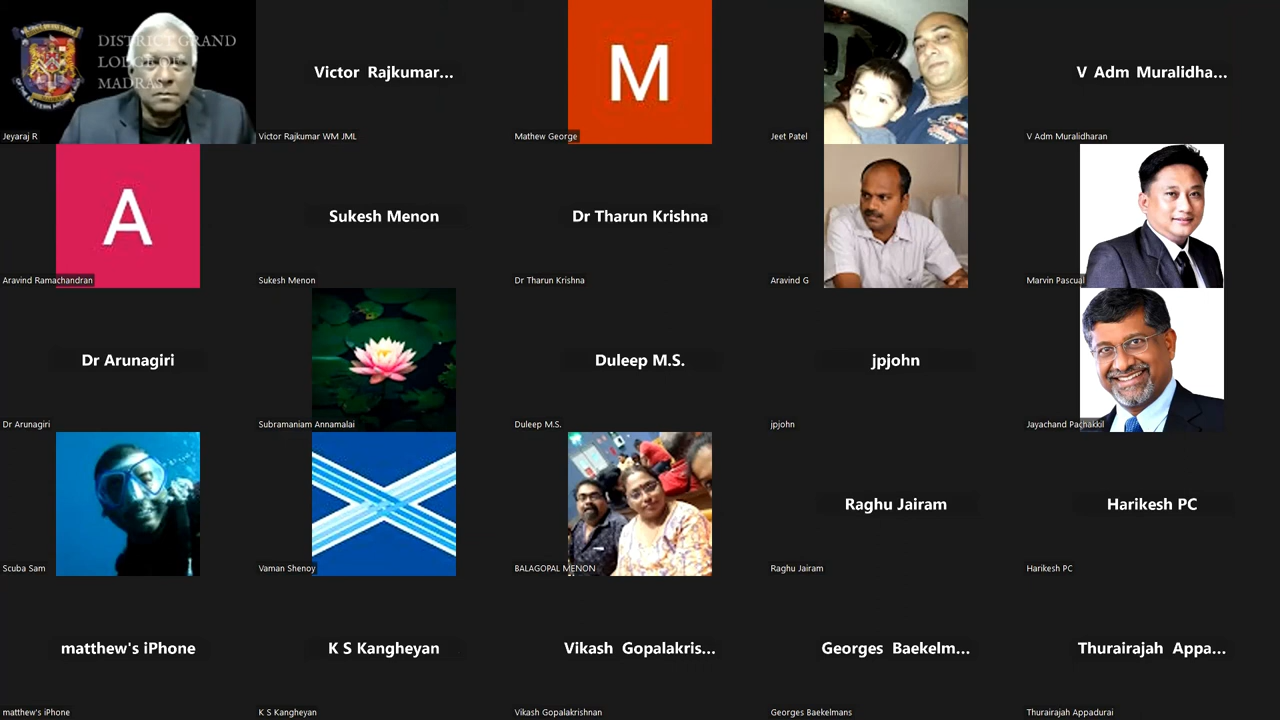 DISTRICT GRAND
LODGE OF
MADRAS
Jeyaraj R
Victor Rajkumar...
Victor Rajkumar WM JML
M
Mathew George
Jeet Patel
V Adm Muralidha...
V Adm Muralidharan
A
Aravind Ramachandran
Sukesh Menon
Sukesh Menon
Dr Tharun Krishna
Dr Tharun Krishna
Aravind G
Marvin Pascual
Dr Arunagiri
Dr Arunagiri
Subramaniam Annamalai
Duleep M.S.
Duleep M.S.
jpjohn
jpjohn
Jayachand Pachakkil
Scuba Sam
Vaman Shenoy
BALAGOPAL MENON
Raghu Jairam
Raghu Jairam
Harikesh PC
Harikesh PC
matthew's iPhone
matthew's iPhone
K S Kangheyan
K S Kangheyan
Vikash Gopalakris...
Vikash Gopalakrishnan
Georges Baekelm...
Georges Baekelmans
Thurairajah Appa...
Thurairajah Appadurai